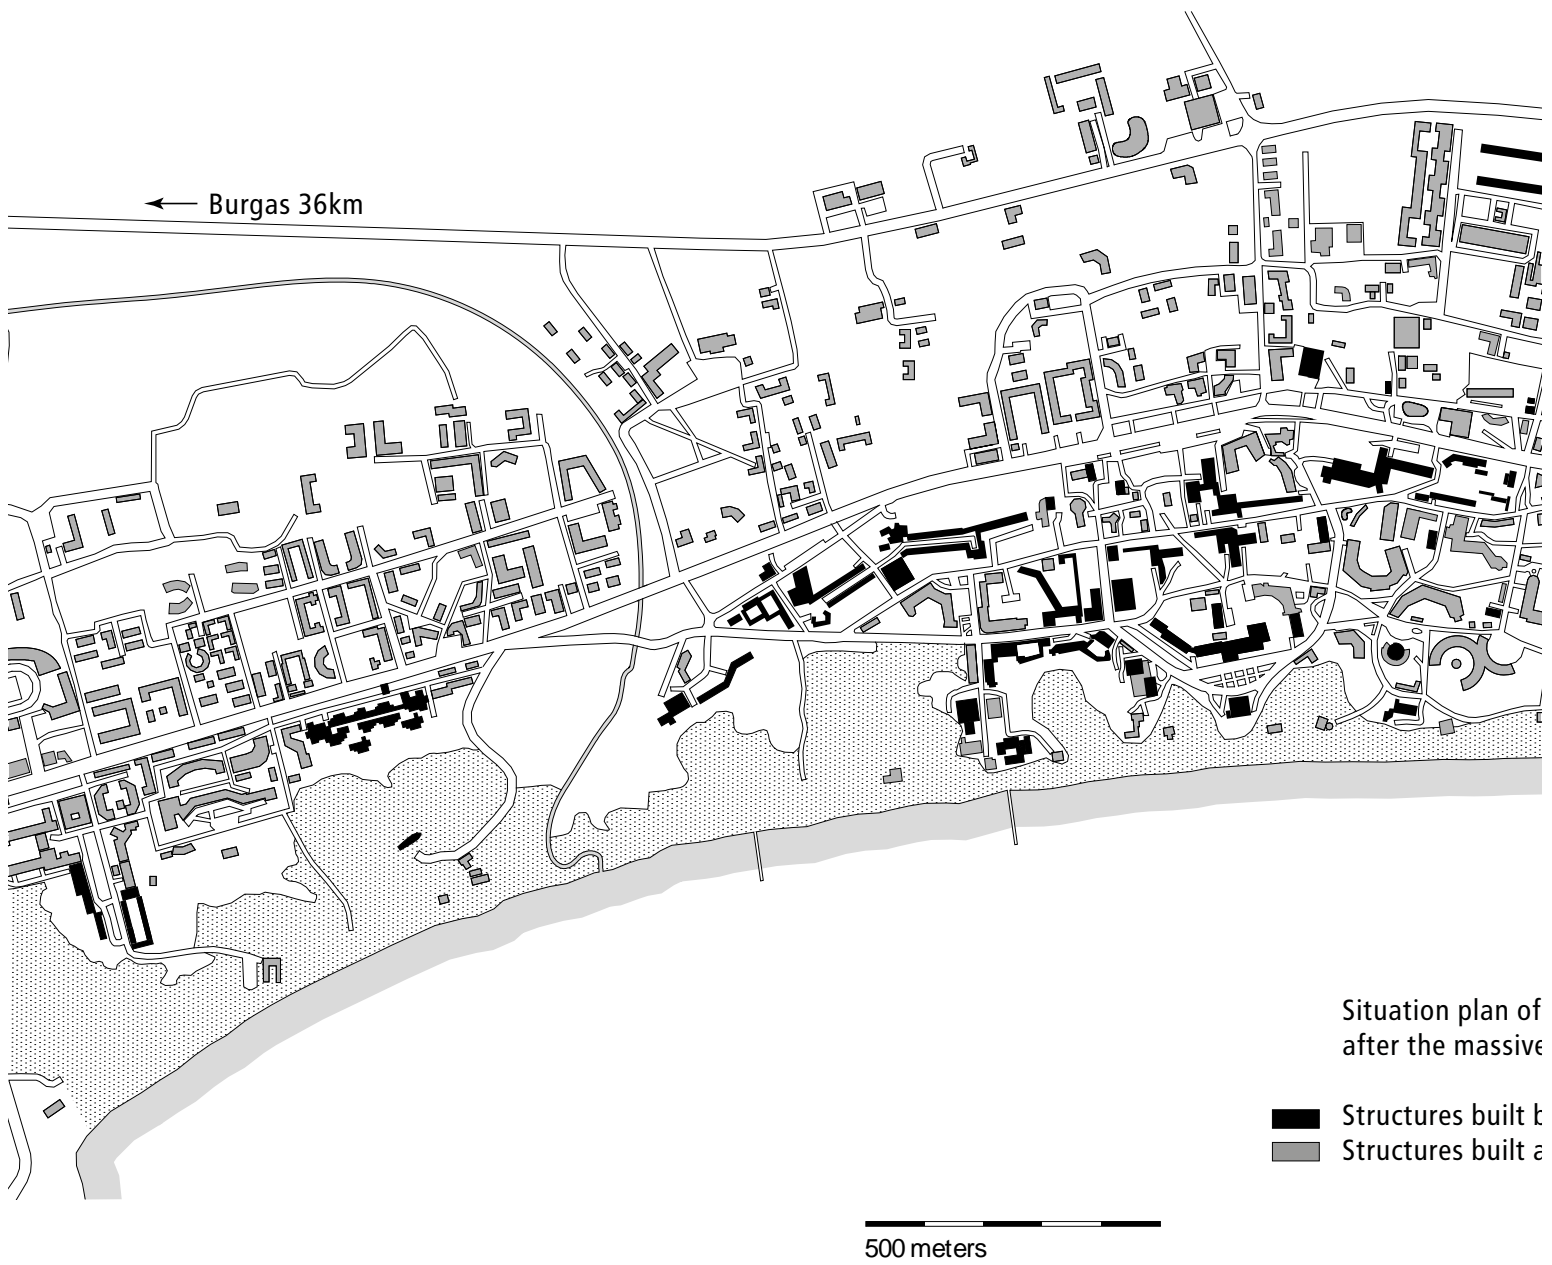 Burgas 36km
Situation plan of
after the massive
Structures built b
Structures built a
500 meters